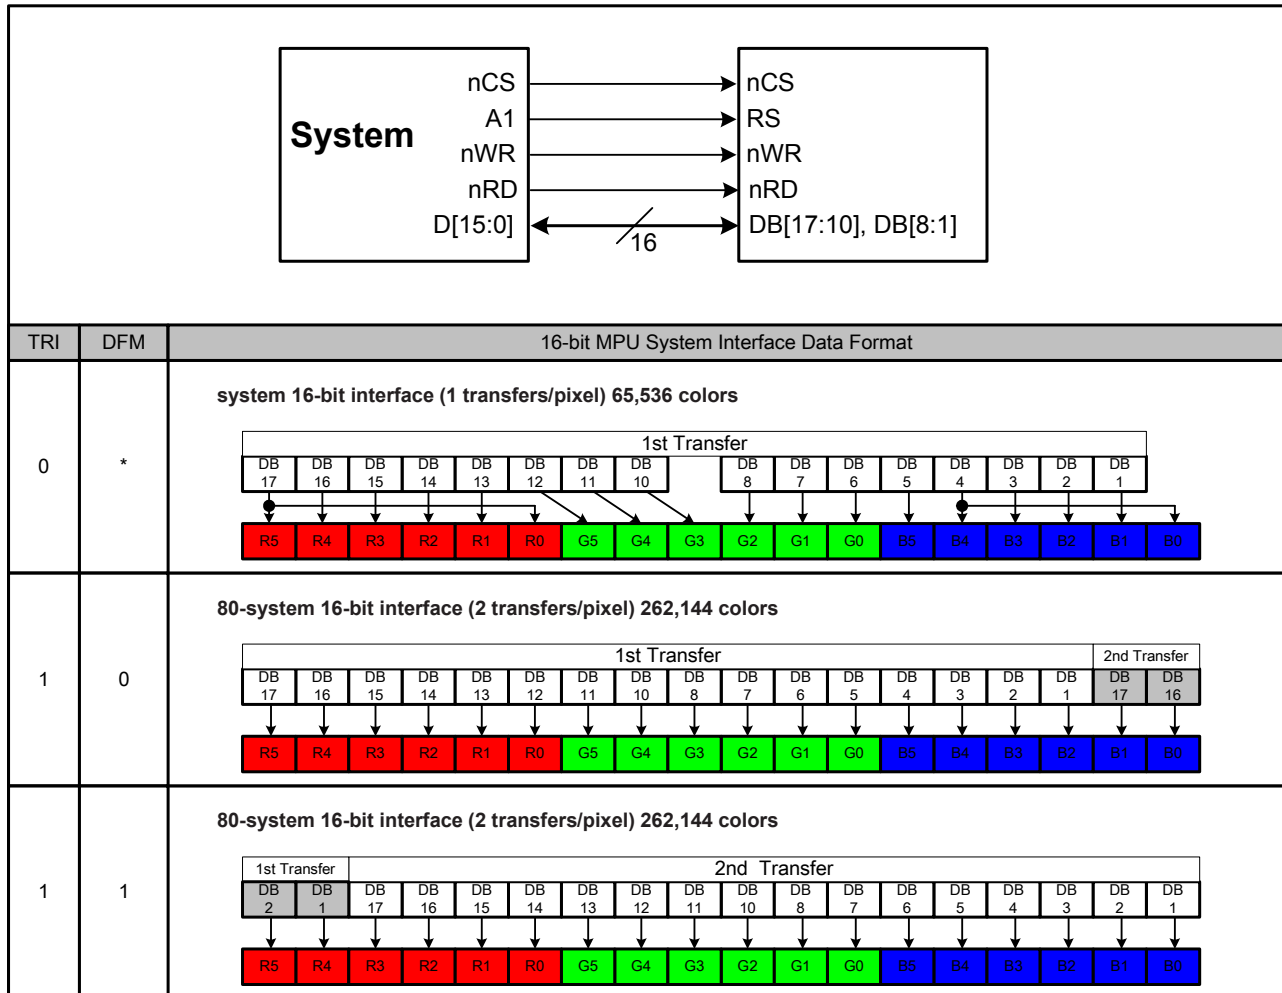 System
nCS nCS
A1 RS
nWR nWR
nRD nRD
D[15:0] 16 DB[17:10], DB[8:1]
TRI DFM 16-bit MPU System Interface Data Format
system 16-bit interface (1 transfers/pixel) 65,536 colors
0 *
1st Transfer
DB DB DB DB DB DB DB DB DB DB DB DB DB DB DB DB
17 16 15 14 13 12 11 10 8 7 6 5 4 3 2 1
R5 R4 R3 R2 R1 R0 G5 G4 G3 G2 G1 G0 B5 B4 B3 B2 B1 B0
80-system 16-bit interface (2 transfers/pixel) 262,144 colors
1 0
1st Transfer 2nd Transfer
DB DB DB DB DB DB DB DB DB DB DB DB DB DB DB DB DB DB
17 16 15 14 13 12 11 10 8 7 6 5 4 3 2 1 17 16
R5 R4 R3 R2 R1 R0 G5 G4 G3 G2 G1 G0 B5 B4 B3 B2 B1 B0
80-system 16-bit interface (2 transfers/pixel) 262,144 colors
1 1
1st Transfer 2nd Transfer
DB DB DB DB DB DB DB DB DB DB DB DB DB DB DB DB DB DB
2 1 17 16 15 14 13 12 11 10 8 7 6 5 4 3 2 1
R5 R4 R3 R2 R1 R0 G5 G4 G3 G2 G1 G0 B5 B4 B3 B2 B1 B0